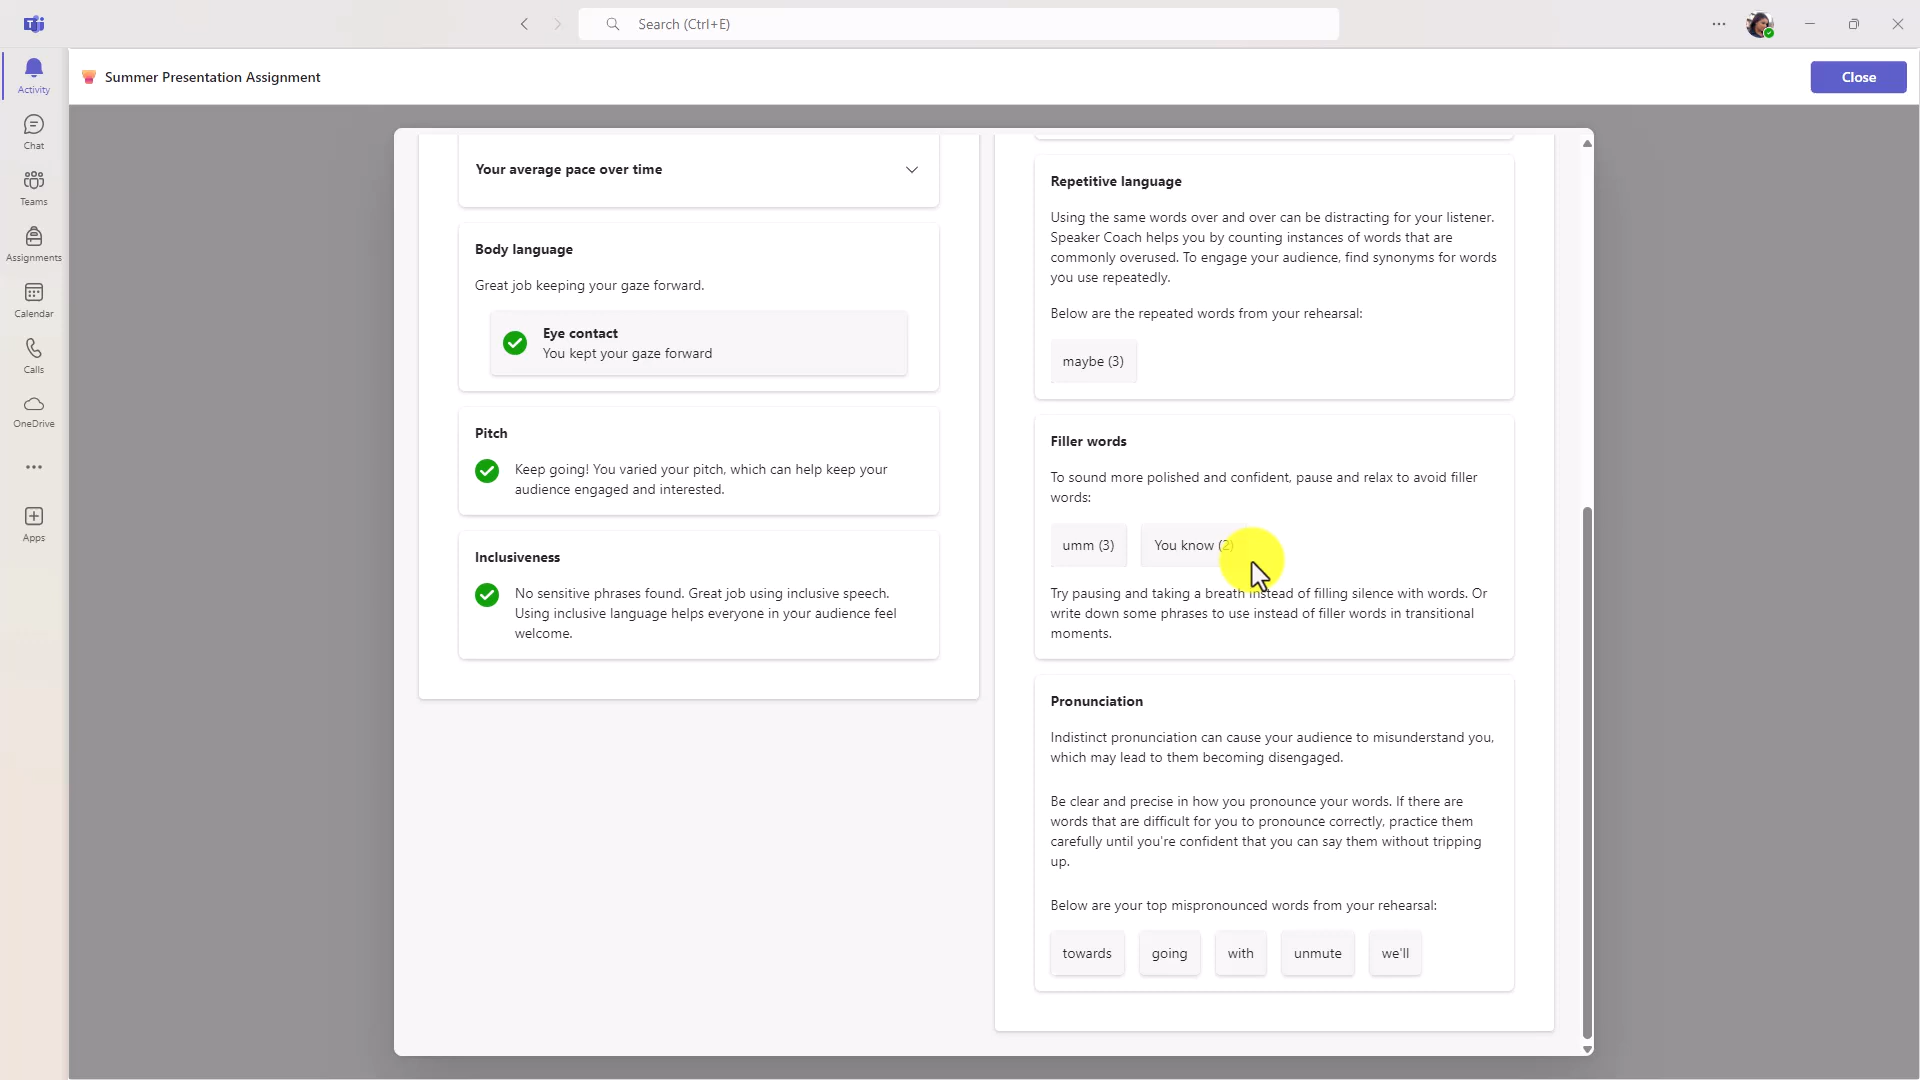 Search (Ctrl+E)
Summer Presentation Assignment
Close
Activity
Chat
Teams
Assignments
Calendar
Calls
OneDrive
Apps
Your average pace over time
Body language
Great job keeping your gaze forward.
Eye contact
You kept your gaze forward
Pitch
Keep going! You varied your pitch, which can help keep your
audience engaged and interested.
Inclusiveness
No sensitive phrases found. Great job using inclusive speech.
Using inclusive language helps everyone in your audience feel
welcome.
Repetitive language
Using the same words over and over can be distracting for your listener.
Speaker Coach helps you by counting instances of words that are
commonly overused. To engage your audience, find synonyms for words
you use repeatedly.
Below are the repeated words from your rehearsal:
maybe (3)
Filler words
To sound more polished and confident, pause and relax to avoid filler
words:
umm (3) You know (2)
Try pausing and taking a breath instead of filling silence with words. Or
write down some phrases to use instead of filler words in transitional
moments.
Pronunciation
Indistinct pronunciation can cause your audience to misunderstand you,
which may lead to them becoming disengaged.
Be clear and precise in how you pronounce your words. If there are
words that are difficult for you to pronounce correctly, practice them
carefully until you're confident that you can say them without tripping
up.
Below are your top mispronounced words from your rehearsal:
towards going with unmute we'll